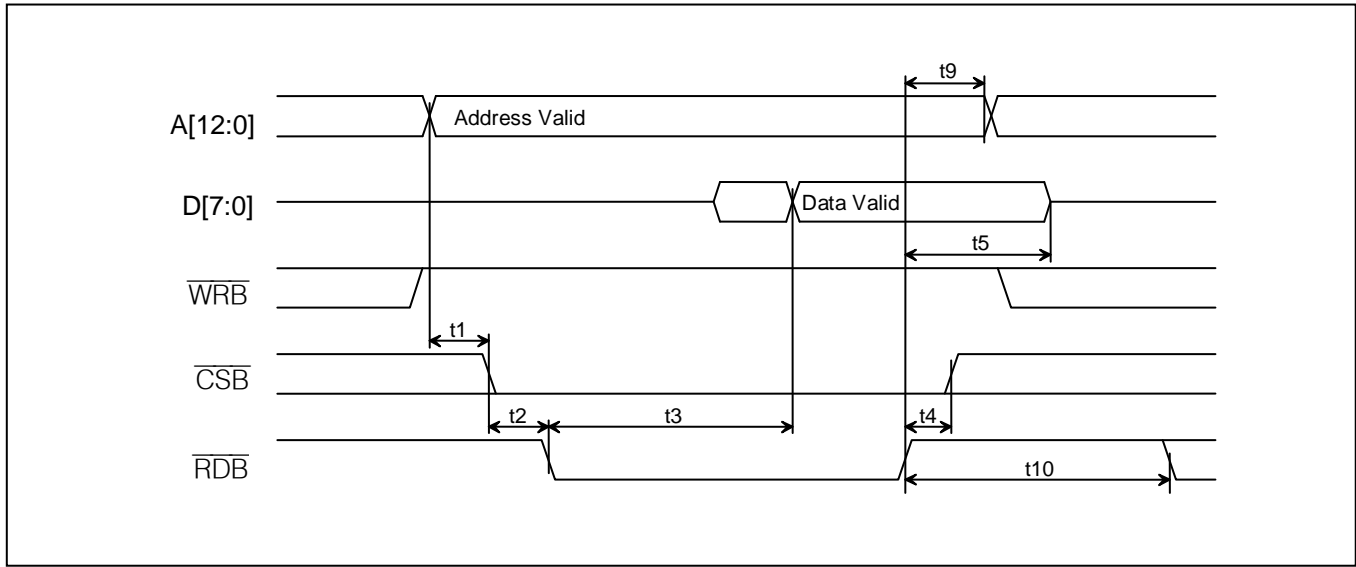 t9
A[12:0] Address Valid
D[7:0] Data Valid
t5
WRB
t1
CSB
t2 t3 t4
RDB
t10